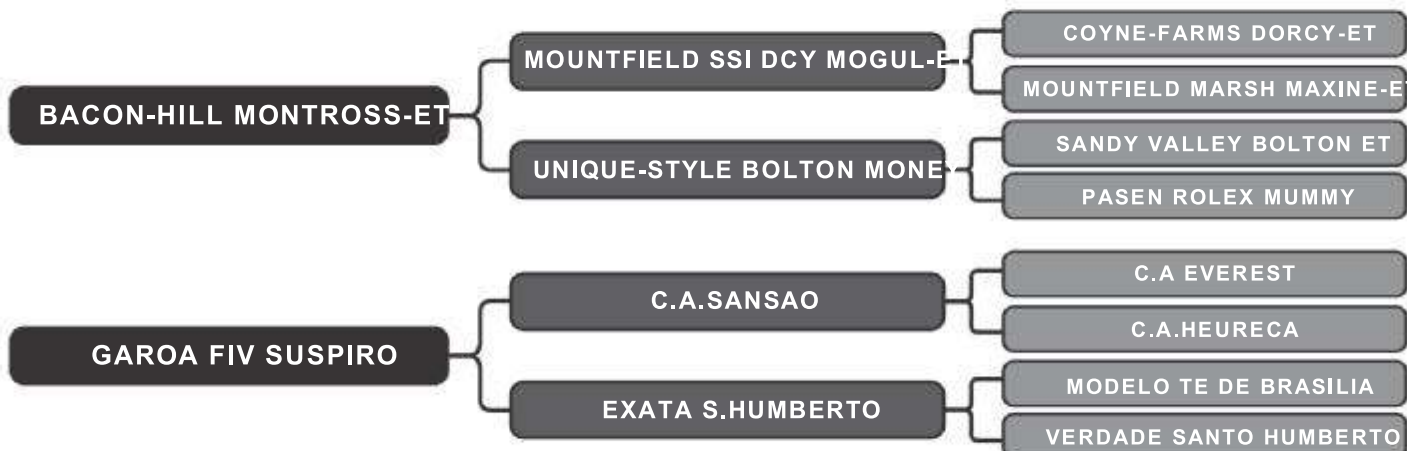 COYNE-FARMS DORCY-ET
MOUNTFIELD SSI DCY MOGUL-ET
MOUNTFIELD MARSH MAXINE-ET
BACON-HILL MONTROSS-ET
SANDY VALLEY BOLTON ET
UNIQUE-STYLE BOLTON MONEY
PASEN ROLEX MUMMY
C.A EVEREST
C.A.SANSAO
C.A.HEURECA
GAROA FIV SUSPIRO
MODELO TE DE BRASÍLIA
EXATA S.HUMBERTO
VERDADE SANTO HUMBERTO